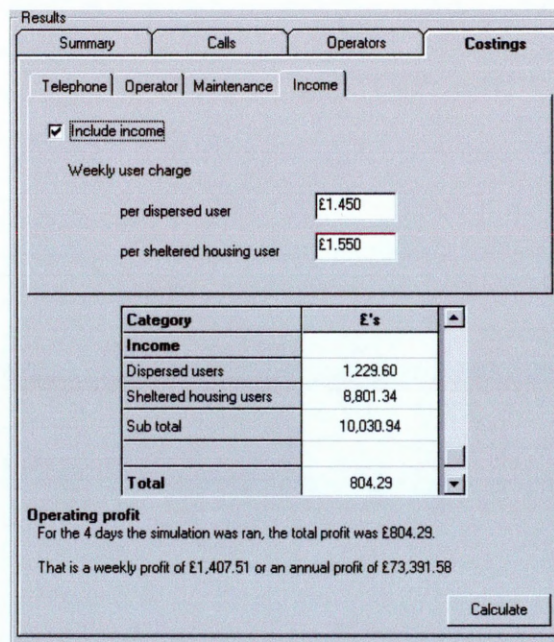 Results
Summary Calls Operators Costings
Telephone Operator Maintenance Income
Include income
Weekly user charge
per dispersed user £1.450
per sheltered housing user £1.550
Category £'s
Income
Dispersed users 1,229.60
Sheltered housing users 8,801.34
Sub total 10,030.94
Total 804.29
Operating profit
For the 4 days the simulation was ran, the total profit was £804.29.
That is a weekly profit of £1,407.51 or an annual profit of £73,391.58
Calculate